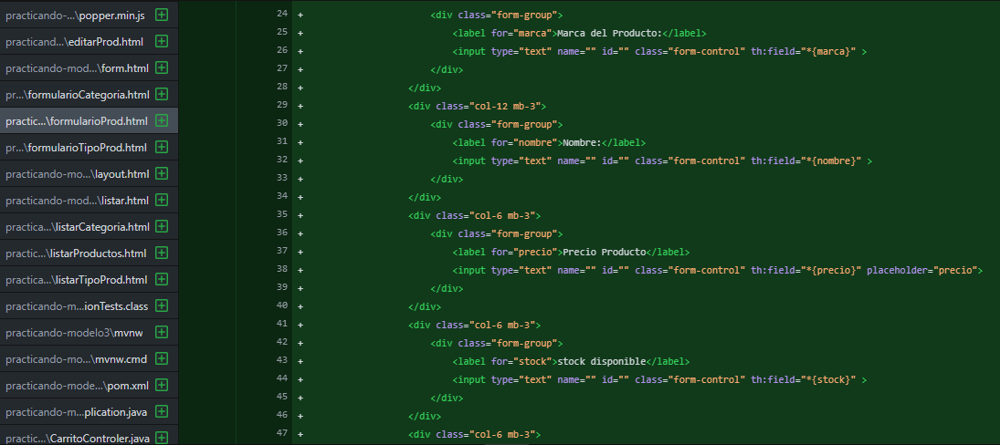 practicando-...\popper.min.js
practicand...\editarProd.html
practicando-mod...\form.html
pr...\formularioCategoria.html
practic...\formularioProd.html
pr...\formularioTipoProd.html
practicando-mo...\layout.html
practicando-mod...\listar.html
practica...\listarCategoria.html
practic...\listarProductos.html
practica...\listarTipoProd.html
practicando-m...ionTests.class
practicando-modelo3\mvnw
practicando-mo...\mvnw.cmd
practicando-mode...\pom.xml
practicando-m...plication.java
practica...\CarritoControler.java
24 + <div class="form-group">
25 + <label for="marca">Marca del Producto:</label>
26 + <input type="text" name="" id="" class="form-control" th:field="*{marca}" >
27 + </div>
28 + </div>
29 + <div class="col-12 mb-3">
30 + <div class="form-group">
31 + <label for="nombre">Nombre:</label>
32 + <input type="text" name="" id="" class="form-control" th:field="*{nombre}" >
33 + </div>
34 + </div>
35 + <div class="col-6 mb-3">
36 + <div class="form-group">
37 + <label for="precio">Precio Producto</label>
38 + <input type="text" name="" id="" class="form-control" th:field="*{precio}" placeholder="precio">
39 + </div>
40 + </div>
41 + <div class="col-6 mb-3">
42 + <div class="form-group">
43 + <label for="stock">stock disponible</label>
44 + <input type="text" name="" id="" class="form-control" th:field="*{stock}" >
45 + </div>
46 + </div>
47 + <div class="col-6 mb-3">